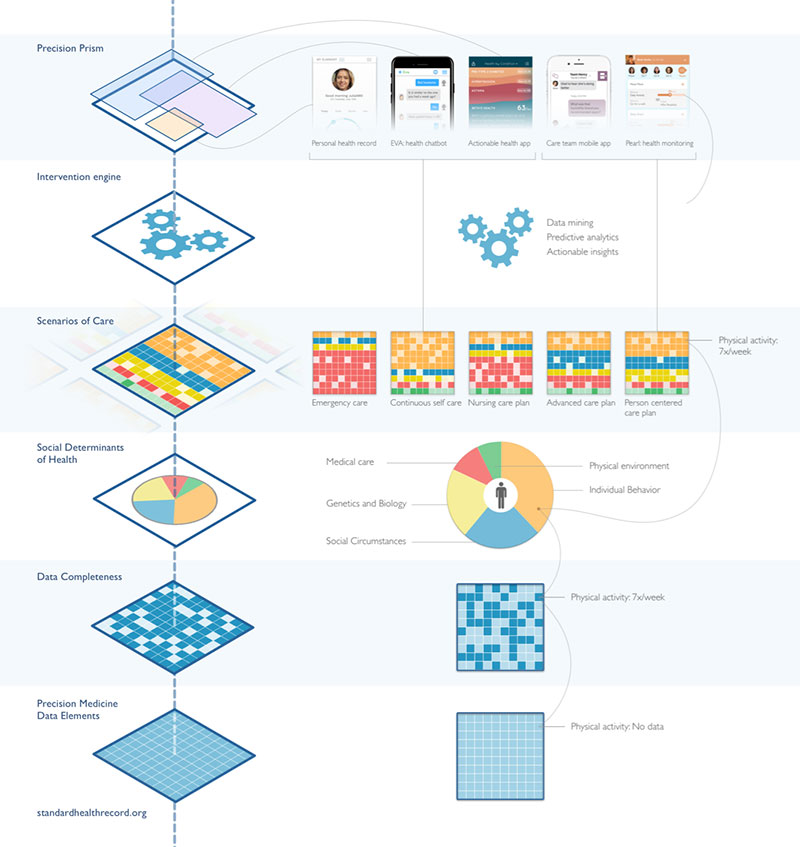 Precision Prism
Personal health record
EVA: health chatbot
Actionable health app
Care team mobile app
Pearl health monitoring
Intervention engine
Data mining
Predictive analytics
Actionable insights
Scenarios of Care
Physical activity:
7x/week
Emergency care
Continuous self care
Nursing care plan
Advanced care plan
Person centered
care plan
Social Determinants
of Health
Medical care
Physical environment
Individual Behavior
Genetics and Biology
Social Circumstances
Data Completeness
Physical activity: 7x/week
Precision Medicine
Data Elements
Physical activity: No data
standardhealthrecord.org